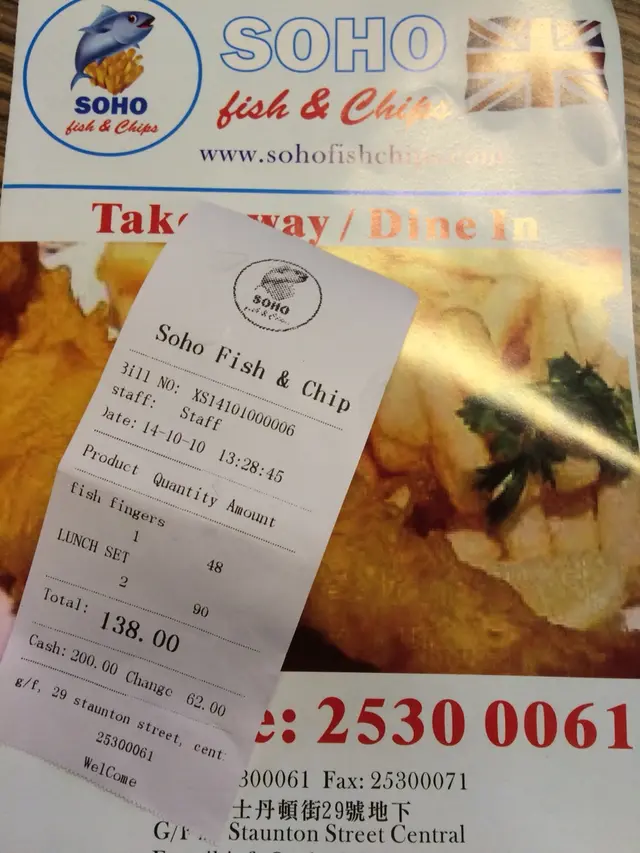 SOHO
fish & Chips
SOHO
fish & Chips
www.sohofishchips.com
Take away / Dine In
SOHO
Soho Fish & Chip
Bill NO: XS14101000006
staff: Staff
Date: 14-10-10 13:28:45
Product Quantity Amount
fish fingers
1 48
LUNCH SET
2 90
Total: 138.00
Cash: 200.00 Change 62.00
g/f, 29 staunton street, cent
25300061
WelCome
e: 2530 0061
300061 Fax: 25300071
士丹頓街29號地下
Staunton Street Central